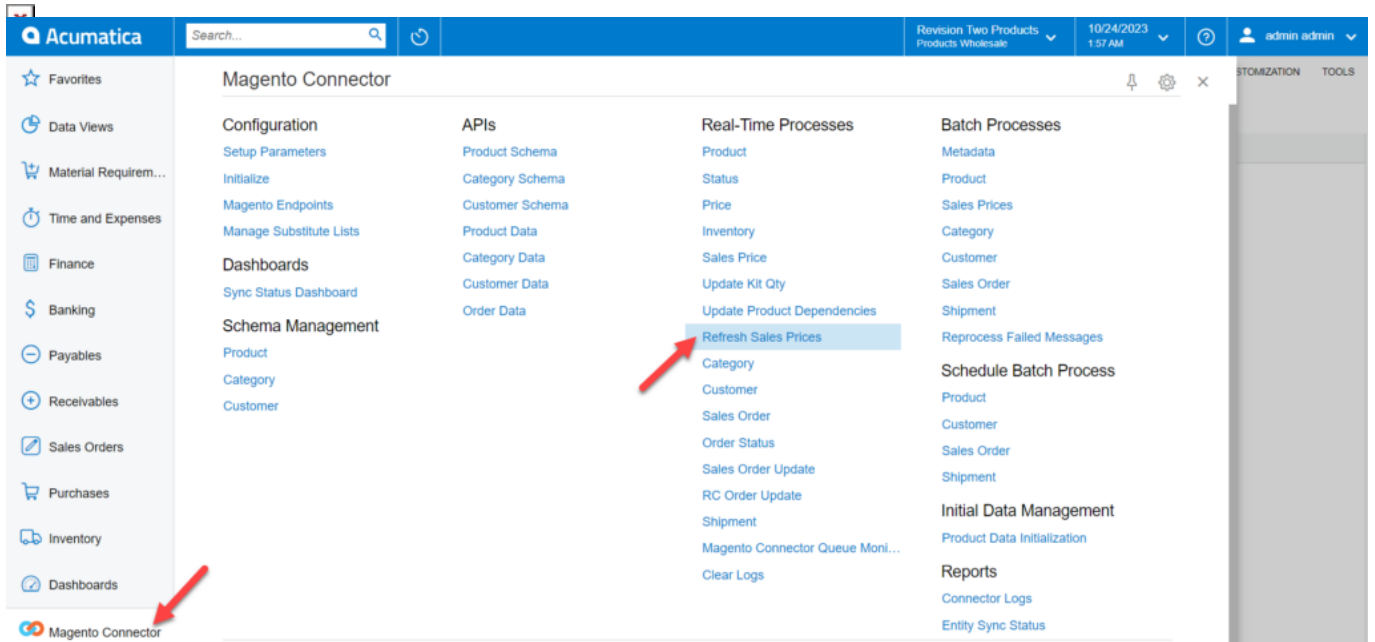 Acumatica
Search...
Revision Two Products
Products Wholesale
10/24/2023
1:57 AM
admin admin
Favorites
Data Views
Material Requirem...
Time and Expenses
Finance
Banking
Payables
Receivables
Sales Orders
Purchases
Inventory
Dashboards
Magento Connector
Magento Connector
STOMIZATION TOOLS
Configuration
Setup Parameters
Initialize
Magento Endpoints
Manage Substitute Lists
Dashboards
Sync Status Dashboard
Schema Management
Product
Category
Customer
APIs
Product Schema
Category Schema
Customer Schema
Product Data
Category Data
Customer Data
Order Data
Real-Time Processes
Product
Status
Price
Inventory
Sales Price
Update Kit Qty
Update Product Dependencies
Refresh Sales Prices
Category
Customer
Sales Order
Order Status
Sales Order Update
RC Order Update
Shipment
Magento Connector Queue Moni...
Clear Logs
Batch Processes
Metadata
Product
Sales Prices
Category
Customer
Sales Order
Shipment
Reprocess Failed Messages
Schedule Batch Process
Product
Customer
Sales Order
Shipment
Initial Data Management
Product Data Initialization
Reports
Connector Logs
Entity Sync Status